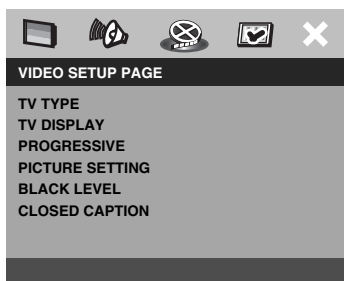 VIDEO SETUP PAGE
TV TYPE
TV DISPLAY
PROGRESSIVE
PICTURE SETTING
BLACK LEVEL
CLOSED CAPTION